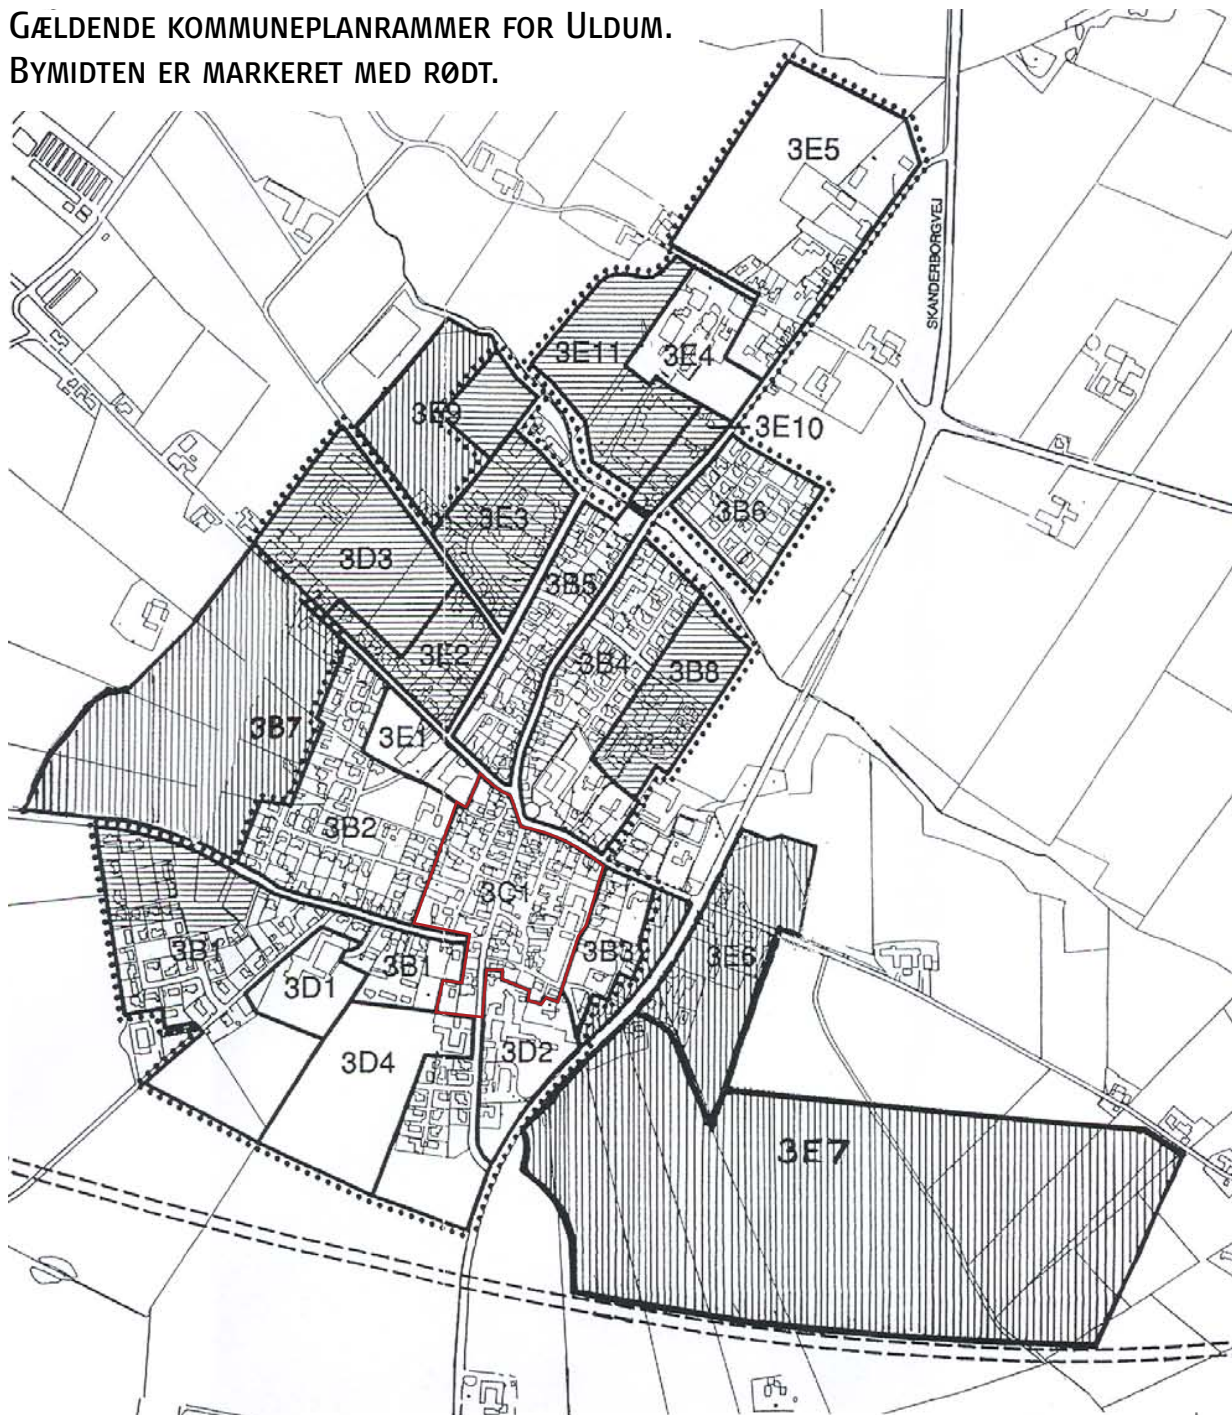 GÆLDENDE KOMMUNEPLANRAMMER FOR ULDUM.
BYMIDTEN ER MARKERET MED RØDT.
3E5
SKANDERBORGVEJ
3E11
3E4
3E9
3E10
3E3
3B6
3D3
3B5
3E2
3B4
3B8
3B7
3E1
3B2
3C1
3B1
3B1
3B3
3E6
3D1
3D2
3D4
3E7